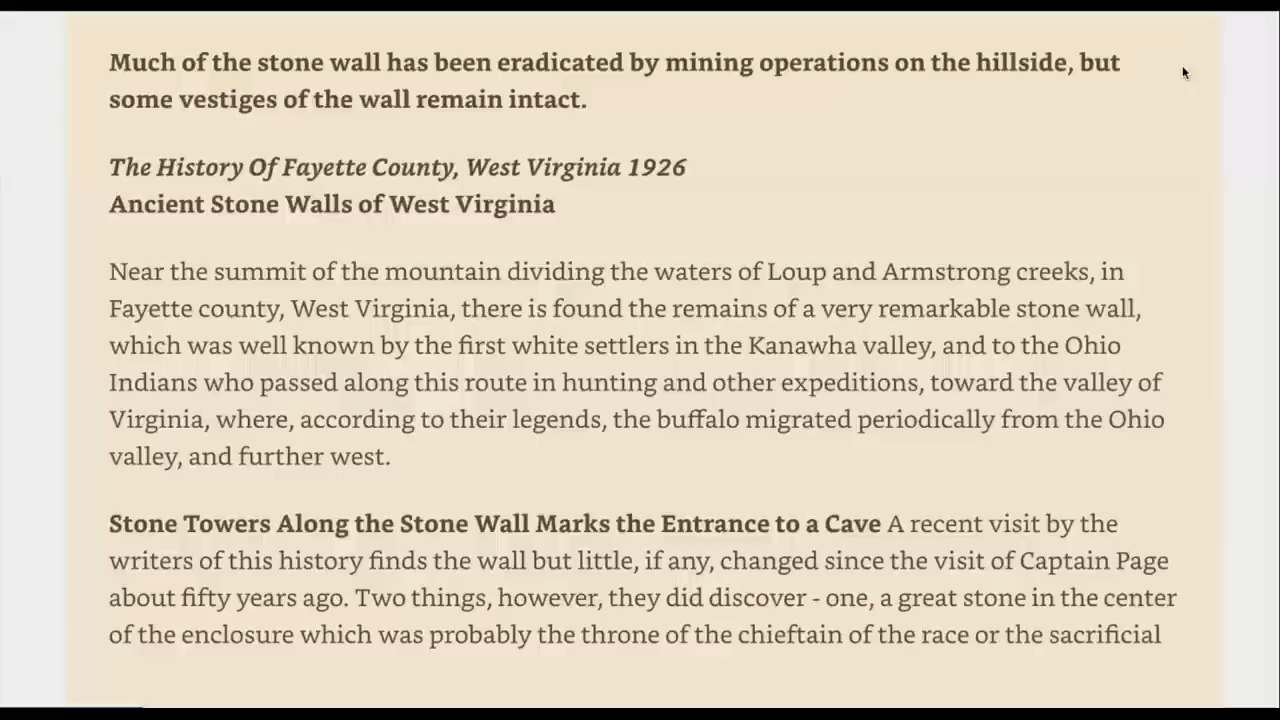 Much of the stone wall has been eradicated by mining operations on the hillside, but
some vestiges of the wall remain intact.
The History Of Fayette County, West Virginia 1926
Ancient Stone Walls of West Virginia
Near the summit of the mountain dividing the waters of Loup and Armstrong creeks, in
Fayette county, West Virginia, there is found the remains of a very remarkable stone wall,
which was well known by the first white settlers in the Kanawha valley, and to the Ohio
Indians who passed along this route in hunting and other expeditions, toward the valley of
Virginia, where, according to their legends, the buffalo migrated periodically from the Ohio
valley, and further west.
Stone Towers Along the Stone Wall Marks the Entrance to a Cave A recent visit by the
writers of this history finds the wall but little, if any, changed since the visit of Captain Page
about fifty years ago. Two things, however, they did discover - one, a great stone in the center
of the enclosure which was probably the throne of the chieftain of the race or the sacrificial